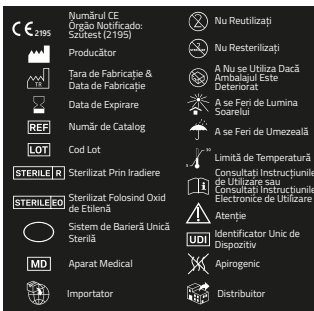 CE 2195
Numărul CE
Orgão Notificado:
Szutest (2195)
Producător
TR
Țara de Fabricație &
Data de Fabricație
Data de Expirare
REF
Număr de Catalog
LOT
Cod Lot
STERILE R
Sterilizat Prin Iradiere
STERILE EO
Sterilizat Folosind Oxid
de Etilenă
Sistem de Barieră Unică
Sterilă
MD
Aparat Medical
Importator
Nu Reutilizați
Nu Resterilizați
A Nu se Utiliza Dacă
Ambalajul Este
Deteriorat
A se Feri de Lumina
Soarelui
A se Feri de Umezeală
Limită de Temperatură
Consultați Instrucțiunile
de Utilizare sau
Consultați Instrucțiunile
Electronice de Utilizare
Atenție
UDI
Identificator Unic de
Dispozitiv
Apirogenic
Distribuitor